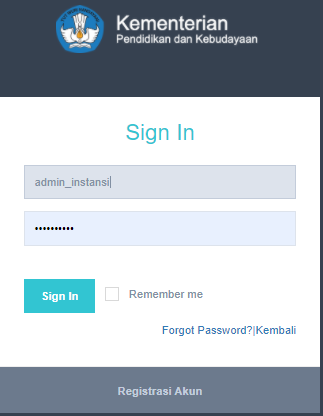 Kementerian
Pendidikan dan Kebudayaan
Sign In
admin_instansi
••••••••••
Sign In
Remember me
Forgot Password?|Kembali
Registrasi Akun